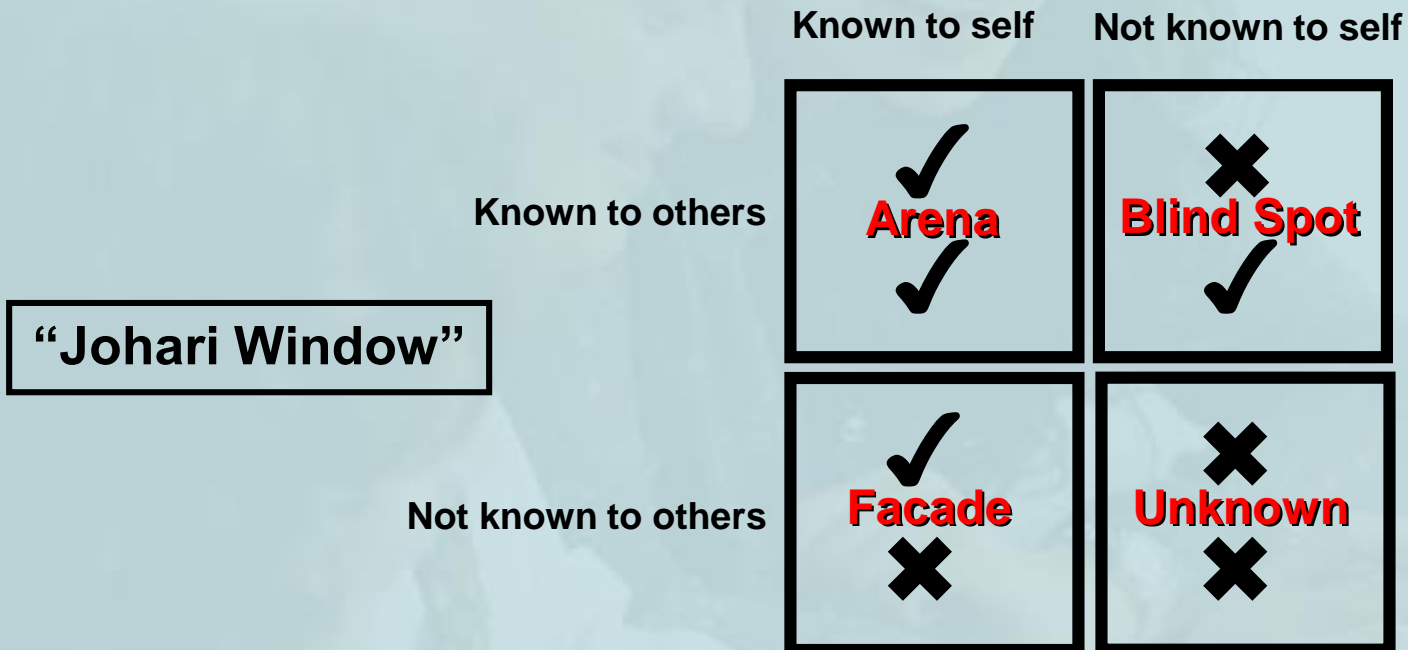 Known to self Not known to self
Known to others
✓ ✖
Arena Blind Spot
✓ ✓
“Johari Window”
Not known to others
✓ ✖
Facade Unknown
✖ ✖